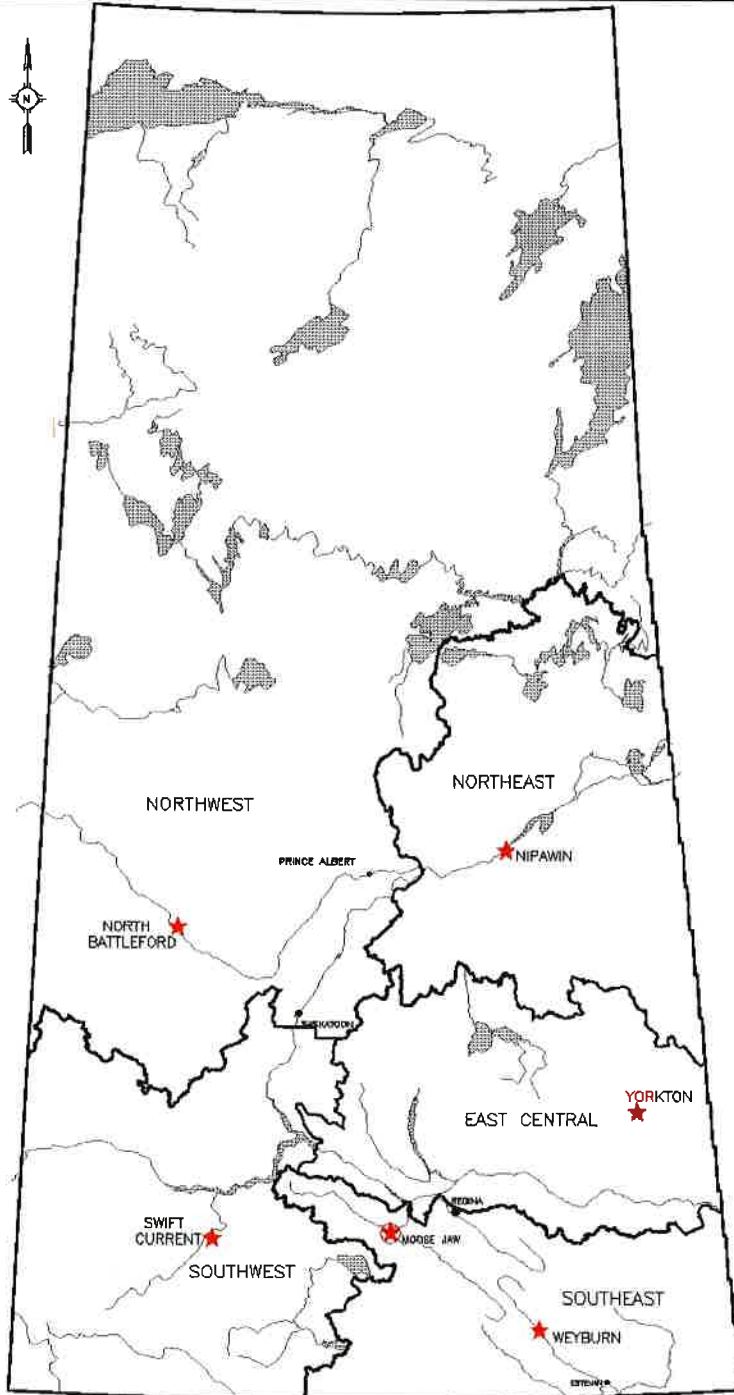 N
NORTHWEST
NORTHEAST
PRINCE ALBERT
NIPAWIN
NORTH
BATTLEFORD
SASKATOON
YORKTON
EAST CENTRAL
REGINA
SWIFT
CURRENT
MOOSE JAW
SOUTHWEST
SOUTHEAST
WEYBURN
ESTEVAN